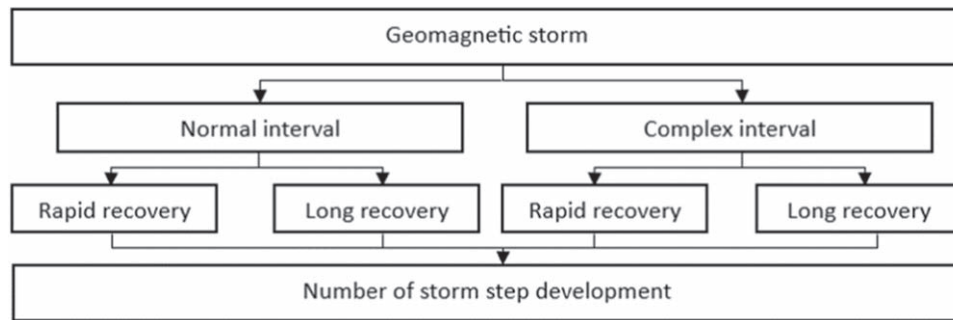 Geomagnetic storm
Normal interval
Complex interval
Rapid recovery
Long recovery
Rapid recovery
Long recovery
Number of storm step development